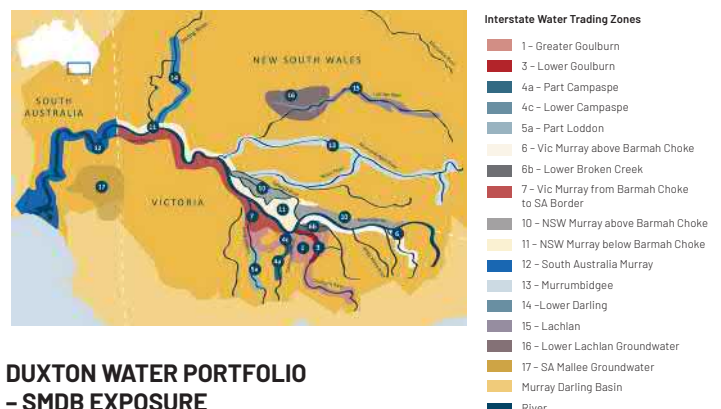 Interstate Water Trading Zones
1 - Greater Goulburn
3 - Lower Goulburn
4a - Part Campaspe
4c - Lower Campaspe
5a - Part Loddon
6 - Vic Murray above Barmah Choke
6b - Lower Broken Creek
7 - Vic Murray from Barmah Choke
to SA Border
10 - NSW Murray above Barmah Choke
11 - NSW Murray below Barmah Choke
12 - South Australia Murray
13 - Murrumbidgee
14 -Lower Darling
15 - Lachlan
16 - Lower Lachlan Groundwater
17 - SA Mallee Groundwater
Murray Darling Basin
River
NEW SOUTH WALES
14
16
15
SOUTH
AUSTRALIA
11
12
13
17
VICTORIA
10
11
7
10
6b
6
4c
1
3
4a
5a
DUXTON WATER PORTFOLIO
– SMDB EXPOSURE